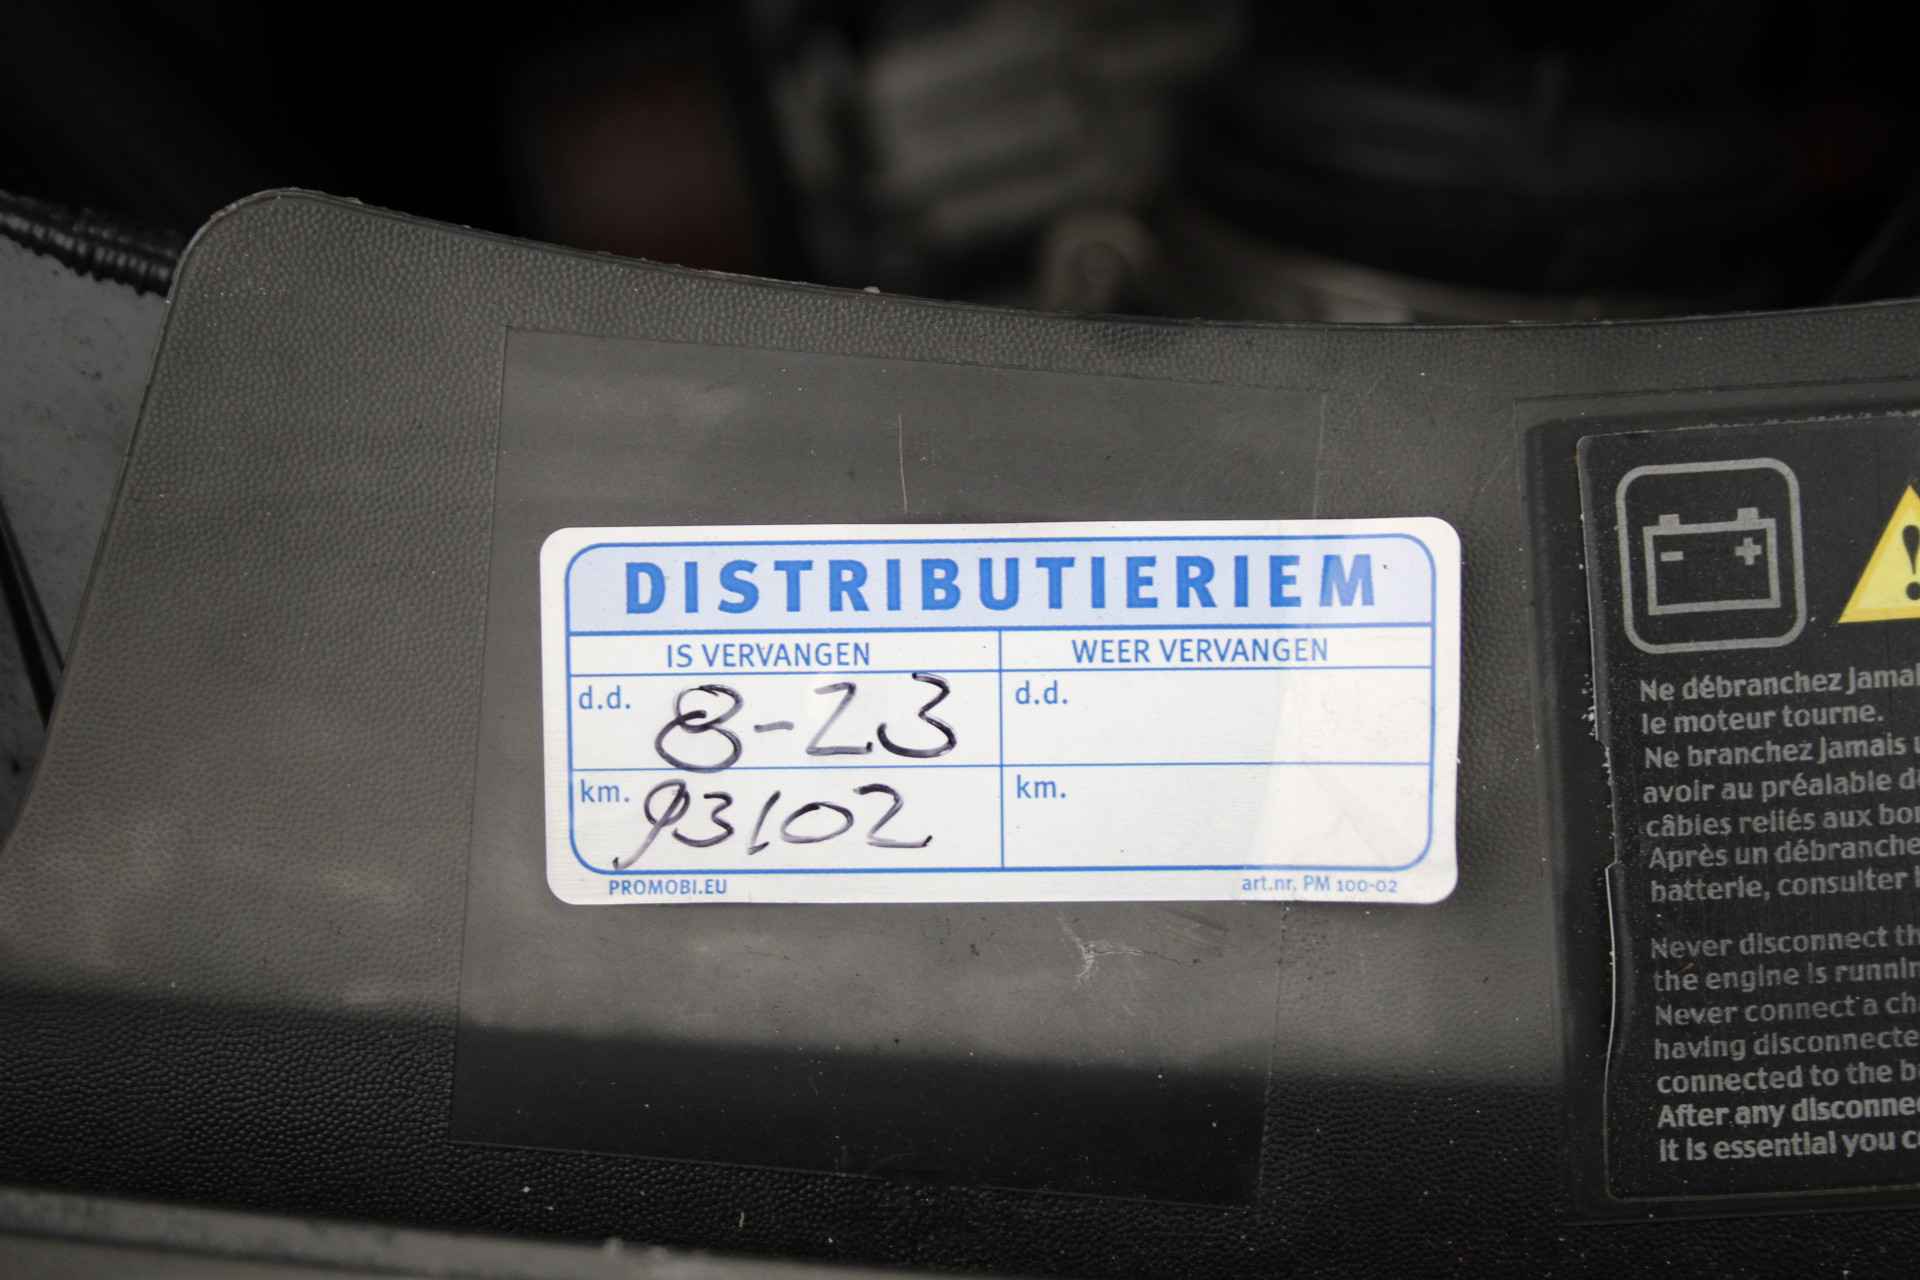 DISTRIBUTIERIEM
IS VERVANGEN
WEER VERVANGEN
d.d. 8-23
d.d.
km. 93102
km.
PROMOBI.EU
art.nr. PM 100-02
- +
!
Ne débranchez Jamai
le moteur tourne.
Ne branchez Jamais
avoir au préalable d
câbles reliés aux bor
Après un débranche
batterie, consulter
Never disconnect th
the engine is runnin
Never connect a ch
having disconnecte
connected to the b
After any disconne
it is essential you c